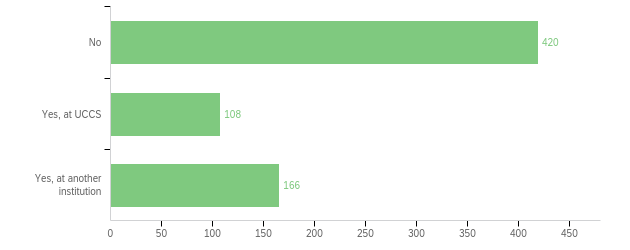 No
420
Yes, at UCCS
108
Yes, at another
institution
166
0 50 100 150 200 250 300 350 400 450